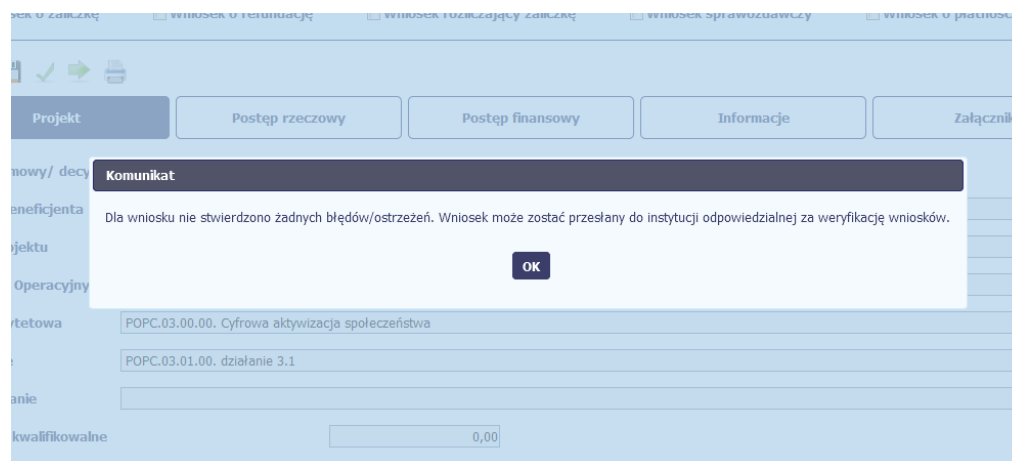 Wniosek o refundację Wniosek rozliczający zaliczkę Wniosek sprawozdawczy
Projekt Postęp rzeczowy Postęp finansowy Informacje
Komunikat
Dla wniosku nie stwierdzono żadnych błędów/ostrzeżeń. Wniosek może zostać przesłany do instytucji odpowiedzialnej za weryfikację wniosków.
OK
Operacyjny
POPC.03.00.00. Cyfrowa aktywizacja społeczeństwa
POPC.03.01.00. działanie 3.1
kwalifikowalne 0,00